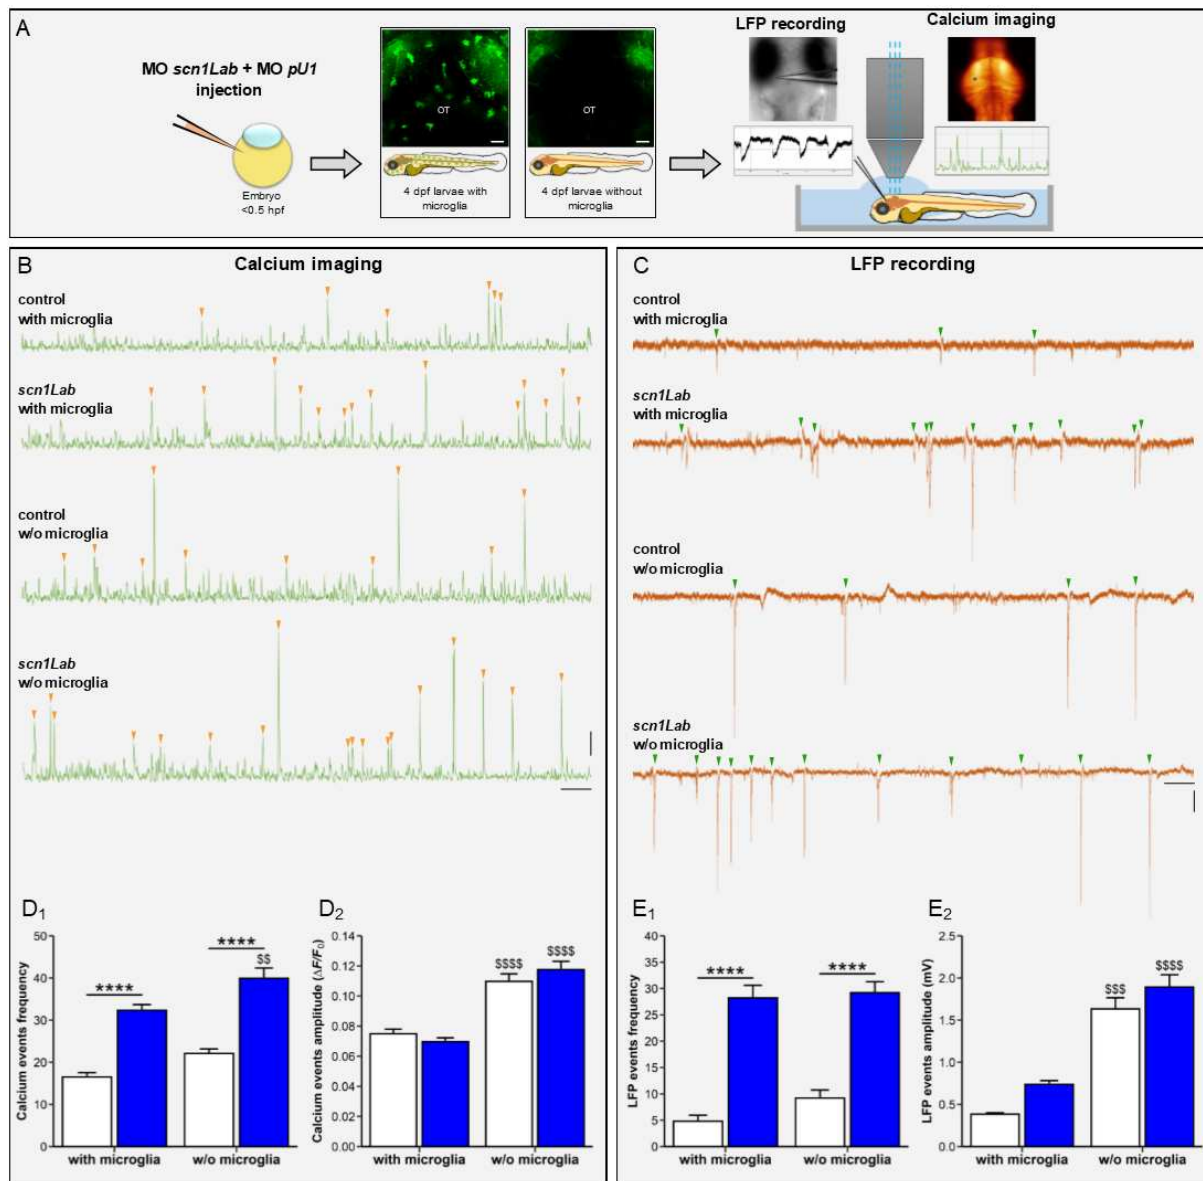 A
MO scn1Lab + MO pU1
injection
Embryo
<0.5 hpf
OT
4 dpf larvae with
microglia
OT
4 dpf larvae without
microglia
LFP recording
Calcium imaging
B
Calcium imaging
control
with microglia
scn1Lab
with microglia
control
w/o microglia
scn1Lab
w/o microglia
C
LFP recording
control
with microglia
scn1Lab
with microglia
control
w/o microglia
scn1Lab
w/o microglia
D1
Calcium events frequency
50
40
30
20
10
0
****
****
$$
with microglia
w/o microglia
D2
Calcium events amplitude (ΔF/F0)
0.14
0.12
0.10
0.08
0.06
0.04
0.02
0.00
$$$$
$$$$
with microglia
w/o microglia
E1
LFP events frequency
40
35
30
25
20
15
10
5
0
****
****
with microglia
w/o microglia
E2
LFP events amplitude (mV)
2.5
2.0
1.5
1.0
0.5
0.0
$$$
$$$$
with microglia
w/o microglia